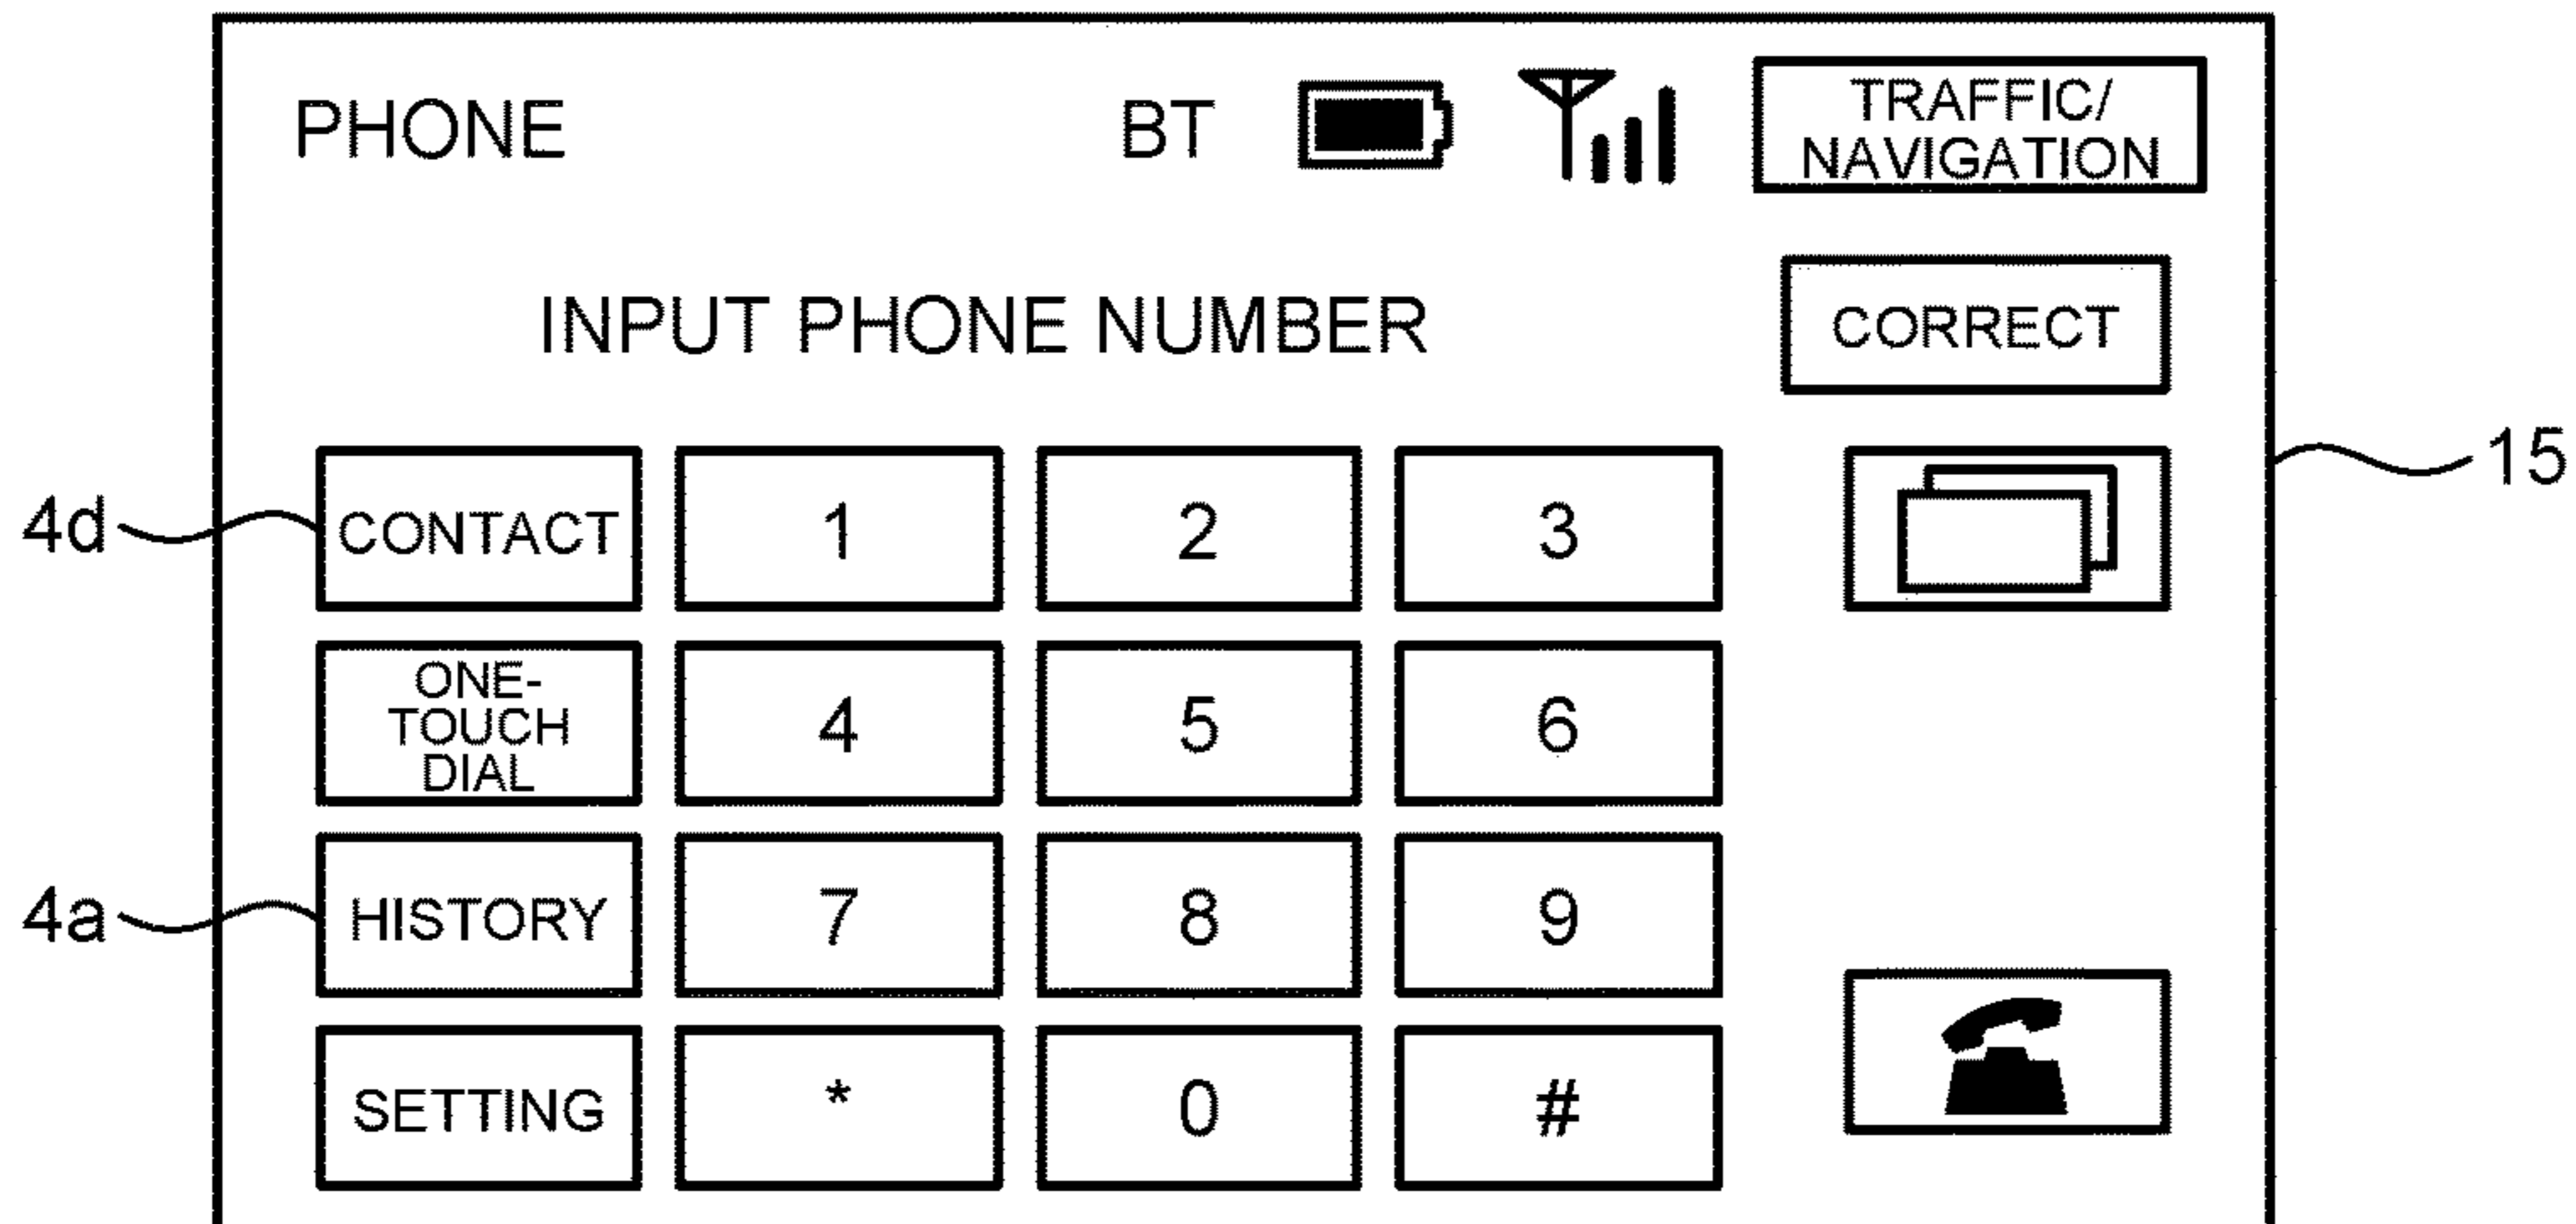 PHONE BT TRAFFIC/
NAVIGATION
INPUT PHONE NUMBER CORRECT
15
4d CONTACT 1 2 3
ONE-
TOUCH
DIAL
4 5 6
4a HISTORY 7 8 9
SETTING * 0 #